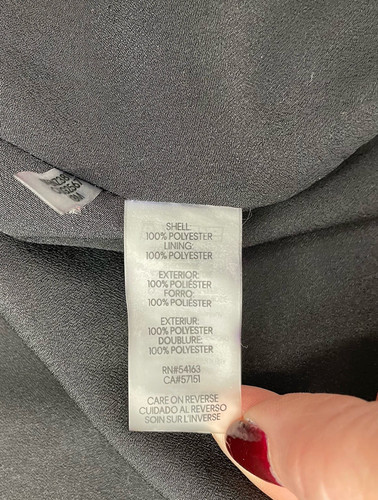 SHELL:
100% POLYESTER
LINING:
100% POLYESTER
EXTERIOR:
100% POLIÉSTER
FORRO:
100% POLIÉSTER
EXTERIUR:
100% POLYESTER
DOUBLURE:
100% POLYESTER
RN#54163
CA#57151
CARE ON REVERSE
CUIDADO AL REVERSO
SOIN SUR L'INVERSE